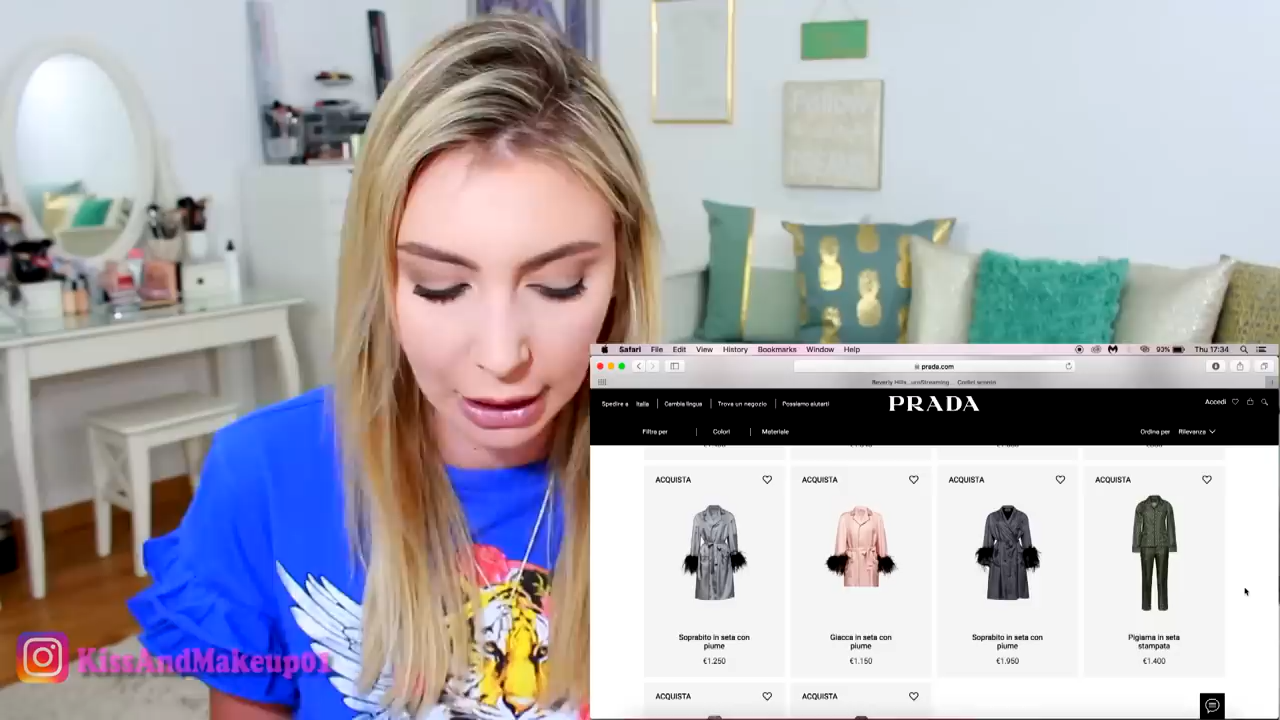 Follow
Safari File Edit View History Bookmarks Window Help
93% Thu 17:34
prada.com
Spedire a Italia Cambia lingua Trova un negozio Possiamo aiutarti
PRADA
Accedi
Filtra per Colori Materiale
Ordina per Rilevanza
ACQUISTA ACQUISTA ACQUISTA ACQUISTA
Soprabito in seta con Giacca in seta con Soprabito in seta con Pigiama in seta
piume piume piume stampata
€1.250 €1.150 €1.950 €1.400
ACQUISTA ACQUISTA
KissAndMakeup01